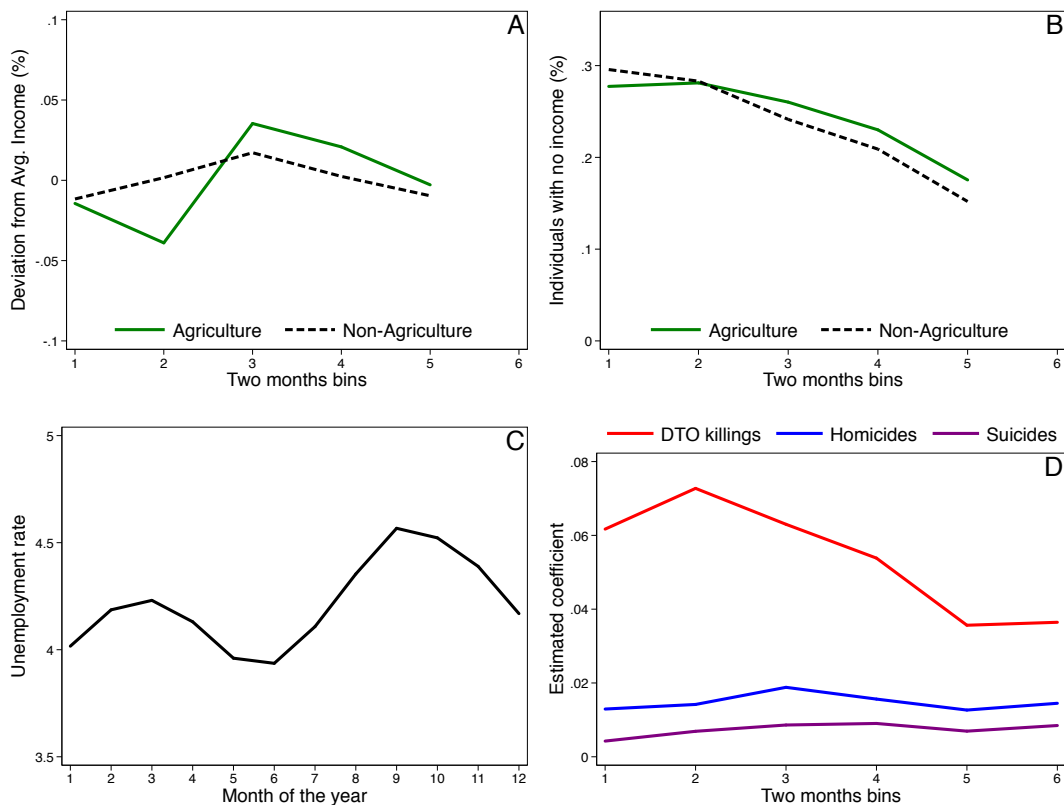 A
Deviation from Avg. Income (%)
.1
.05
0
-.05
-.1
Agriculture
Non-Agriculture
1 2 3 4 5 6
Two months bins
B
Individuals with no income (%)
.3
.2
.1
0
Agriculture
Non-Agriculture
1 2 3 4 5 6
Two months bins
C
Unemployment rate
5
4.5
4
3.5
1 2 3 4 5 6 7 8 9 10 11 12
Month of the year
DTO killings
Homicides
Suicides
D
Estimated coefficient
.08
.06
.04
.02
0
1 2 3 4 5 6
Two months bins